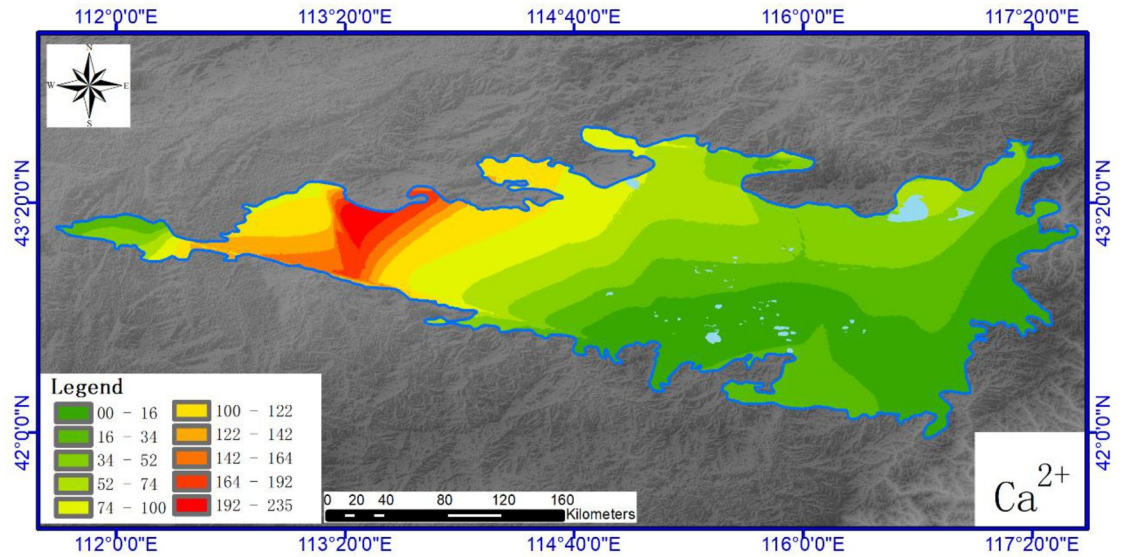 112°0'0"E 113°20'0"E 114°40'0"E 116°0'0"E 117°20'0"E
N
W E
S
43°20'0"N 43°20'0"N
42°0'0"N 42°0'0"N
Legend
00 - 16 100 - 122
16 - 34 122 - 142
34 - 52 142 - 164
52 - 74 164 - 192
74 - 100 192 - 235
0 20 40 80 120 160
Kilometers
Ca2+
112°0'0"E 113°20'0"E 114°40'0"E 116°0'0"E 117°20'0"E